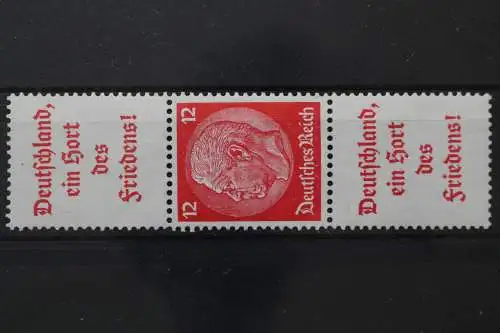 Deutschland,
ein Hort
des
Friedens!
12
12
Deutsches Reich
Deutschland,
ein Hort
des
Friedens!